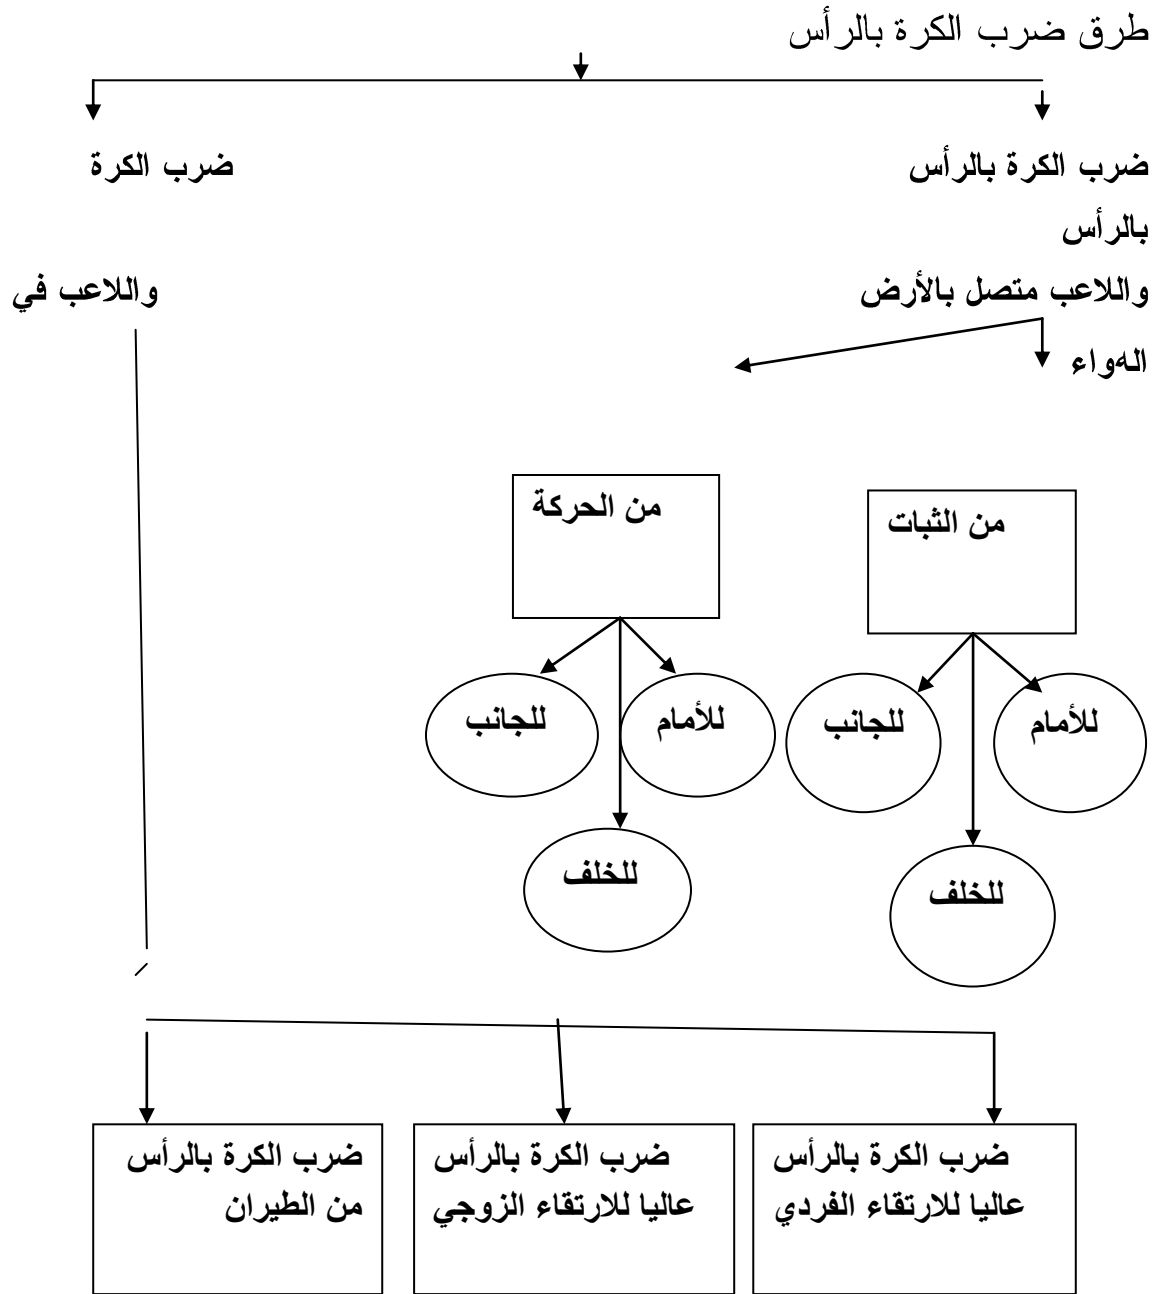 طرق ضرب الكرة بالرأس
ضرب الكرة بالرأس ضرب الكرة
بالرأس
واللاعب متصل بالأرض واللاعب في
الهواء
من الثبات
من الحركة
للأمام
للجانب
للأمام
للجانب
للخلف
للخلف
ضرب الكرة بالرأس
عاليا للارتقاء الفردي
ضرب الكرة بالرأس
عاليا للارتقاء الزوجي
ضرب الكرة بالرأس
من الطيران